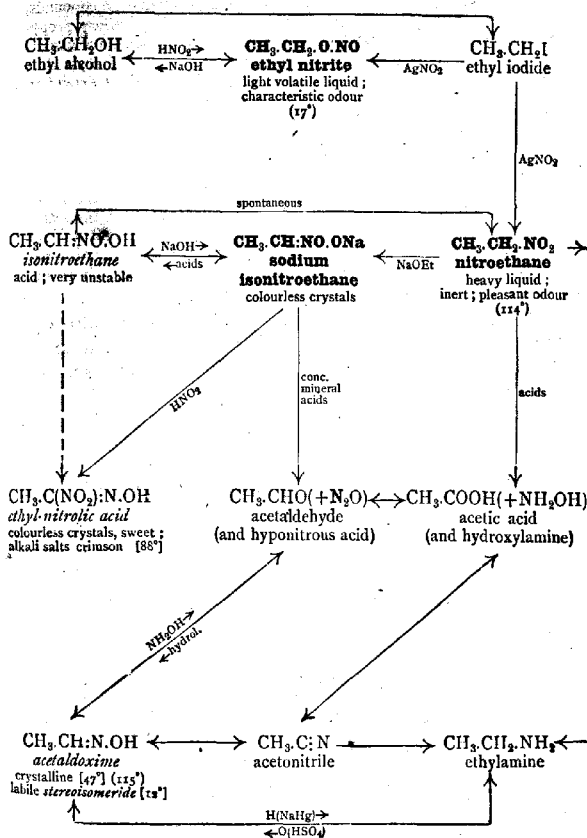 CH₃.CH₂OH
ethyl alcohol
HNO₂→
←NaOH
CH₃.CH₂.O.NO
ethyl nitrite
light volatile liquid ;
characteristic odour
(17°)
AgNO₂
CH₃.CH₂I
ethyl iodide
AgNO₂
spontaneous
CH₃.CH:NO.OH
isonitroethane
acid ; very unstable
NaOH→
←acids
CH₃.CH:NO.ONa
sodium
isonitroethane
colourless crystals
NaOEt
CH₃.CH₂.NO₂
nitroethane
heavy liquid ;
inert ; pleasant odour
(114°)
HNO₂
conc.
mineral
acids
acids
CH₃.C(NO₂):N.OH
ethyl-nitrolic acid
colourless crystals, sweet ;
alkali salts crimson [88°]
CH₃.CHO(+N₂O)
acetaldehyde
(and hyponitrous acid)
CH₃.COOH(+NH₂OH)
acetic acid
(and hydroxylamine)
NH₂OH→
←hydrol.
CH₃.CH:N.OH
acetaldoxime
crystalline [47°] (115°)
labile stereoisomeride [12°]
CH₃.C⋮N
acetonitrile
CH₃.CH₂.NH₂
ethylamine
H(NaHg)→
←O(HSO₄)